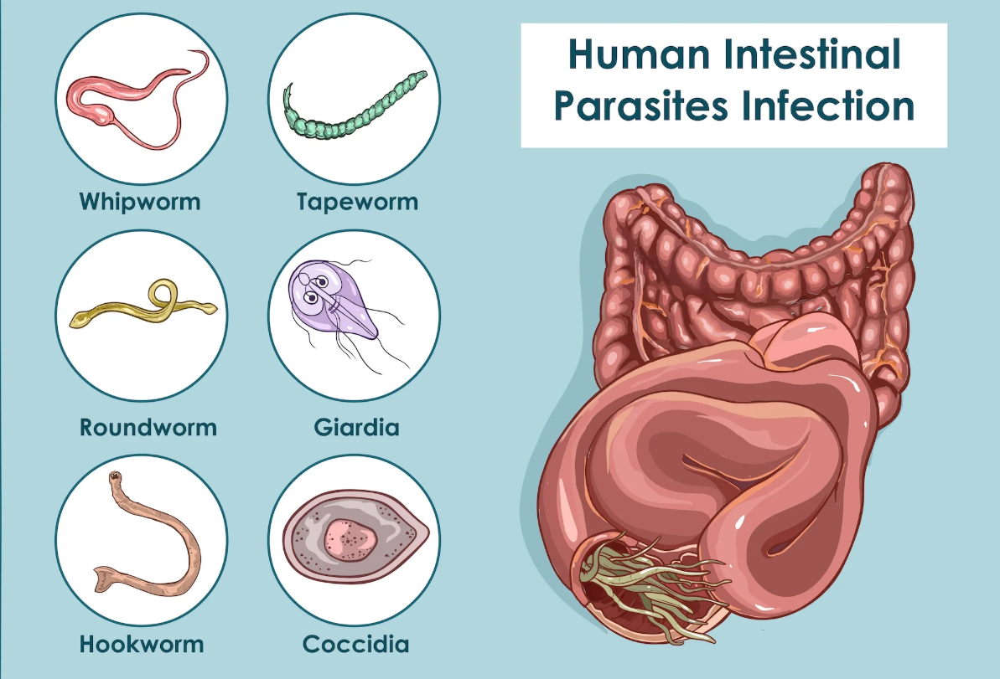 Human Intestinal
Parasites Infection
Whipworm
Tapeworm
Roundworm
Giardia
Hookworm
Coccidia